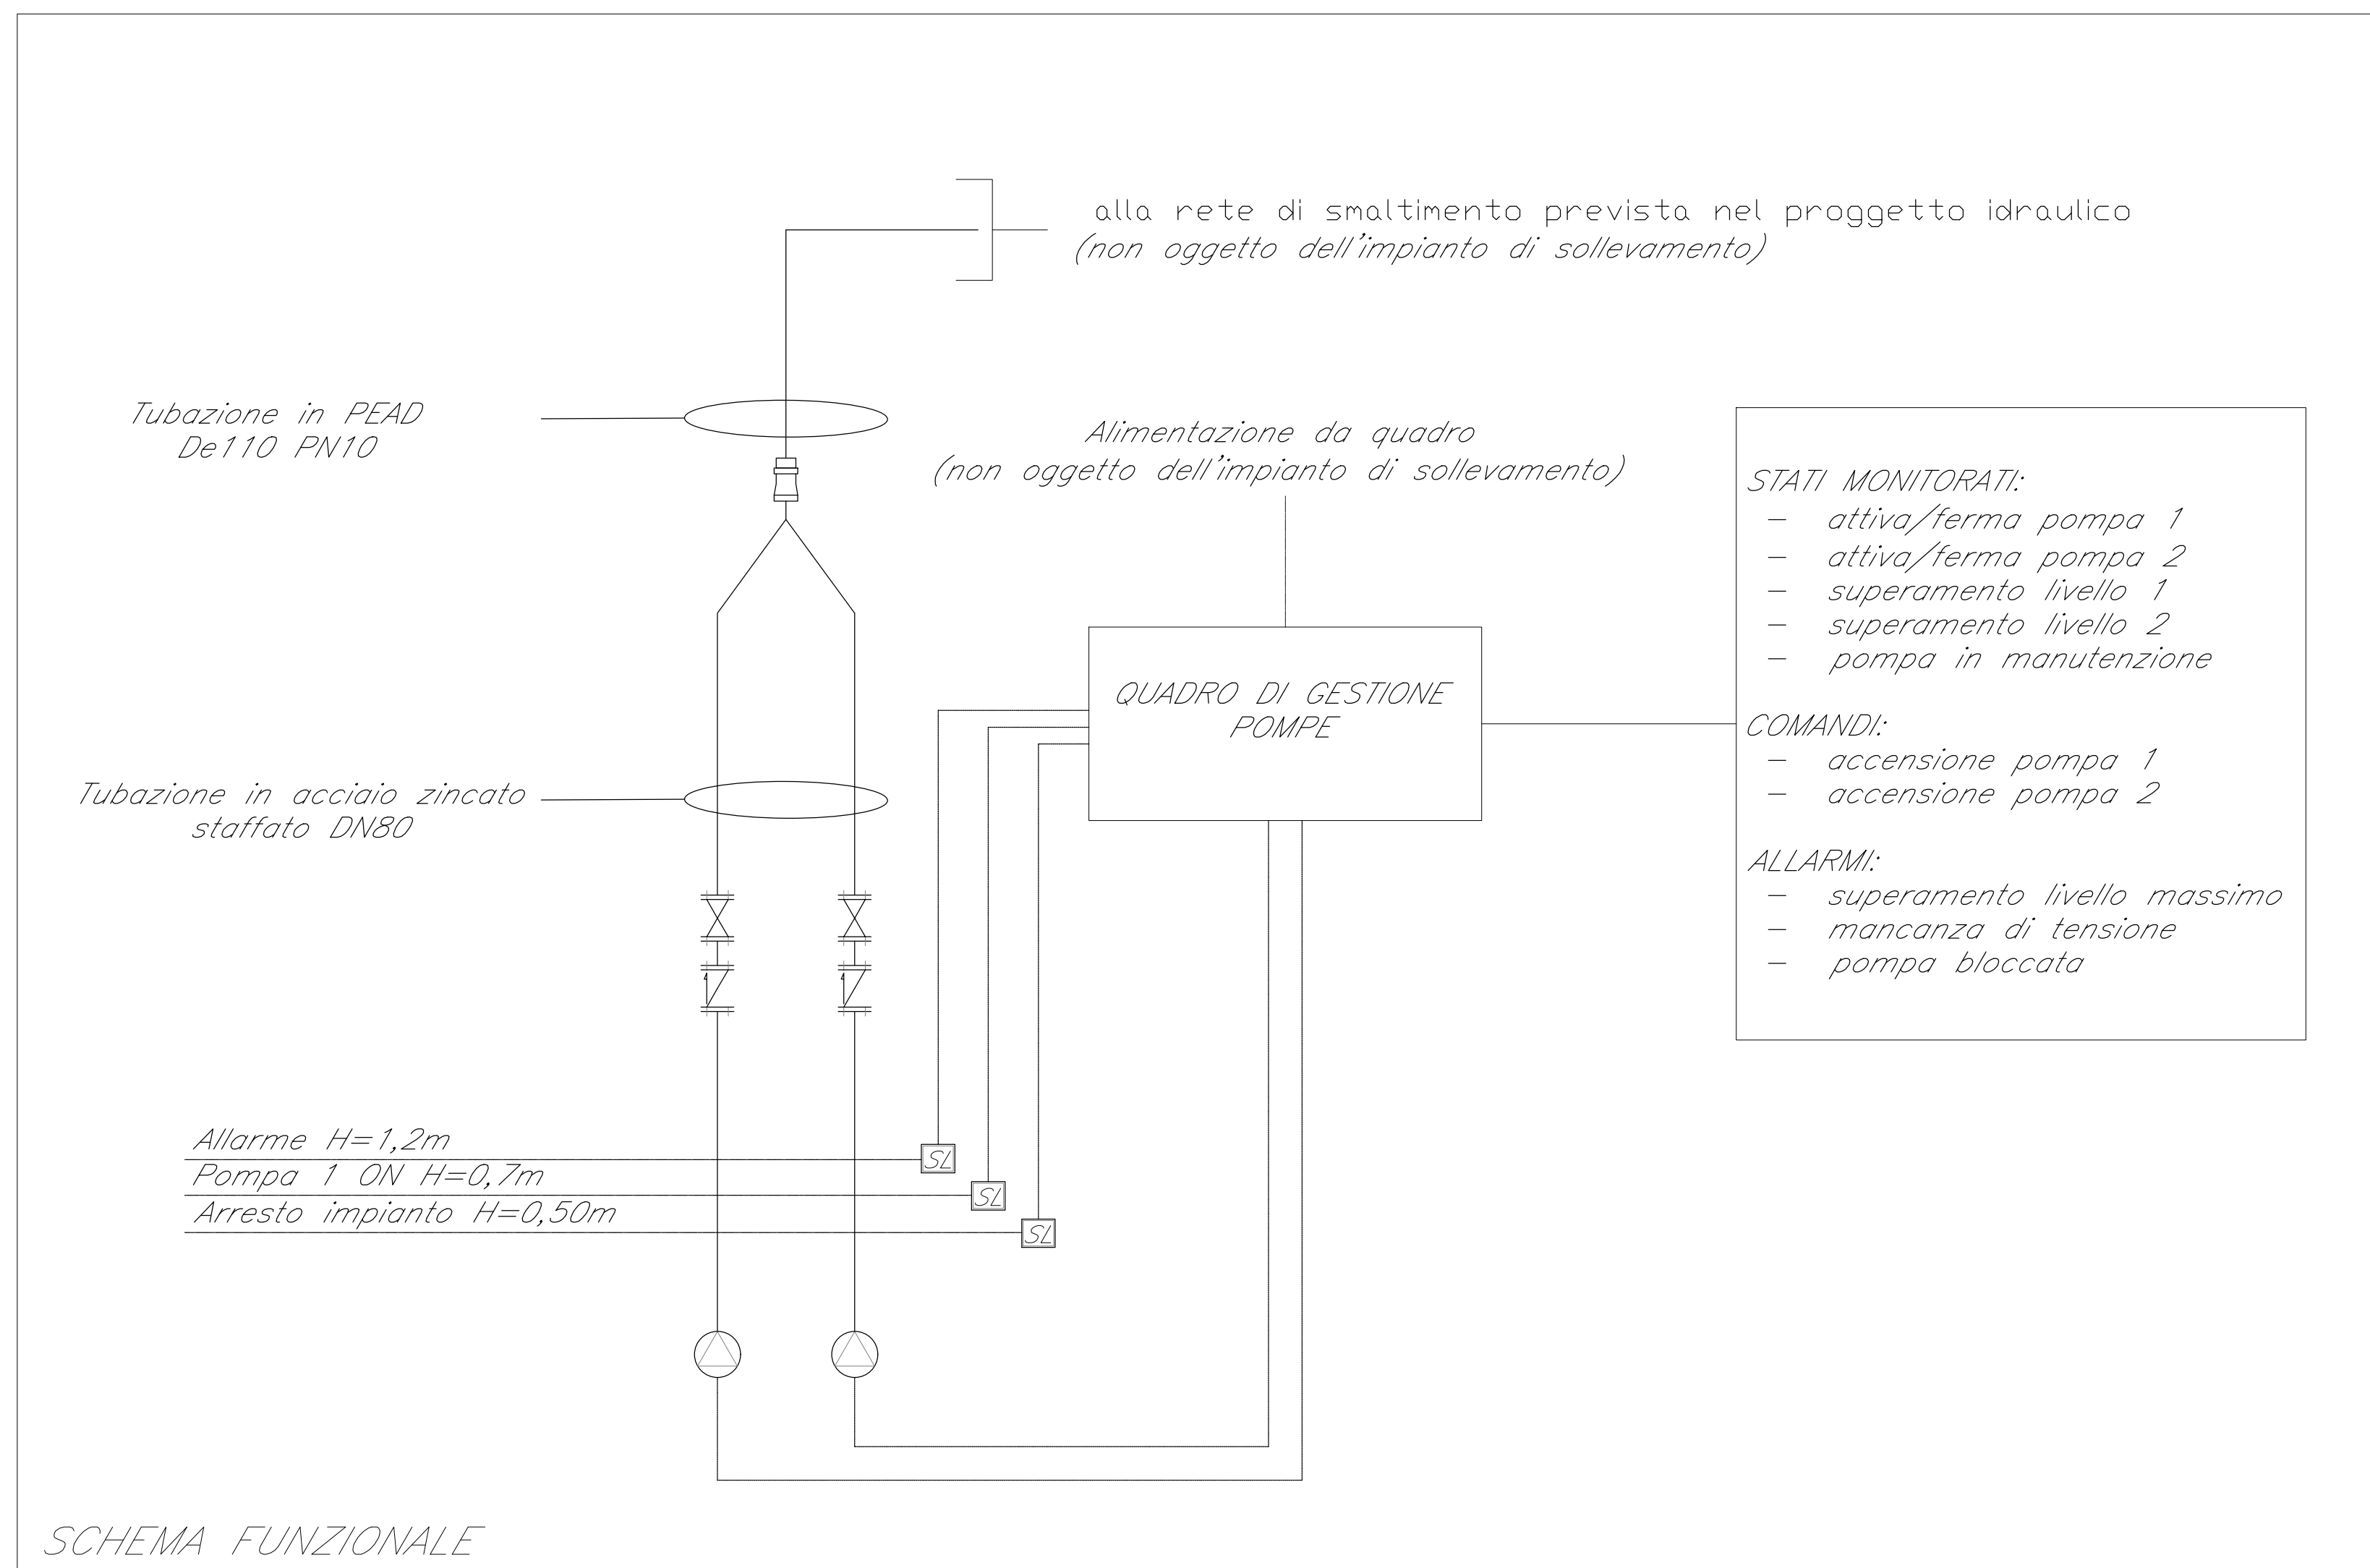 alla rete di smaltimento prevista nel proggetto idraulico
(non oggetto dell'impianto di sollevamento)
Tubazione in PEAD
De110 PN10
Alimentazione da quadro
(non oggetto dell'impianto di sollevamento)
STATI MONITORATI:
- attiva/ferma pompa 1
- attiva/ferma pompa 2
- superamento livello 1
- superamento livello 2
- pompa in manutenzione
QUADRO DI GESTIONE
POMPE
COMANDI:
- accensione pompa 1
- accensione pompa 2
Tubazione in acciaio zincato
staffato DN80
ALLARMI:
- superamento livello massimo
- mancanza di tensione
- pompa bloccata
Allarme H=1,2m
SL
Pompa 1 ON H=0,7m
SL
Arresto impianto H=0,50m
SL
SCHEMA FUNZIONALE